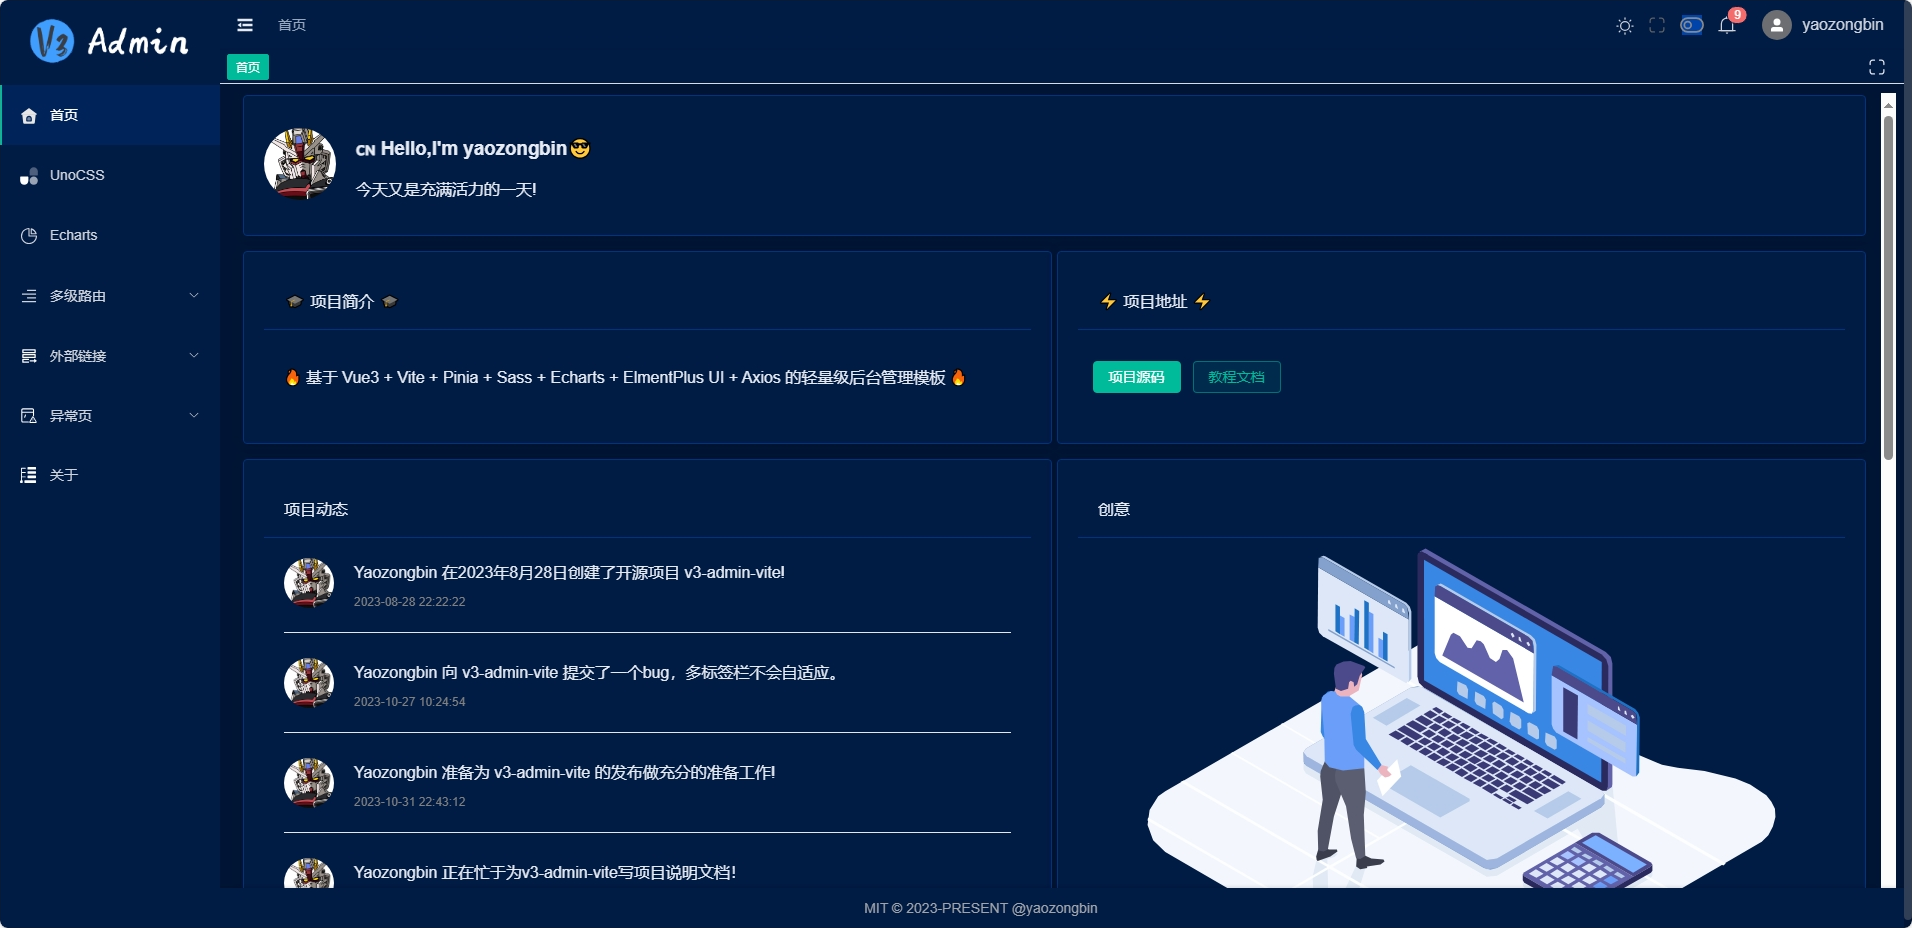 V3 Admin
首页
yaozongbin
9
首页
首页
UnoCSS
Echarts
多级路由
外部链接
异常页
关于
CN Hello,I'm yaozongbin😎
今天又是充满活力的一天!
🎓 项目简介 🎓
🔥 基于 Vue3 + Vite + Pinia + Sass + Echarts + ElmentPlus UI + Axios 的轻量级后台管理模板 🔥
⚡ 项目地址 ⚡
项目源码 教程文档
项目动态
Yaozongbin 在2023年8月28日创建了开源项目 v3-admin-vite!
2023-08-28 22:22:22
Yaozongbin 向 v3-admin-vite 提交了一个bug，多标签栏不会自适应。
2023-10-27 10:24:54
Yaozongbin 准备为 v3-admin-vite 的发布做充分的准备工作!
2023-10-31 22:43:12
Yaozongbin 正在忙于为v3-admin-vite写项目说明文档!
创意
MIT © 2023-PRESENT @yaozongbin